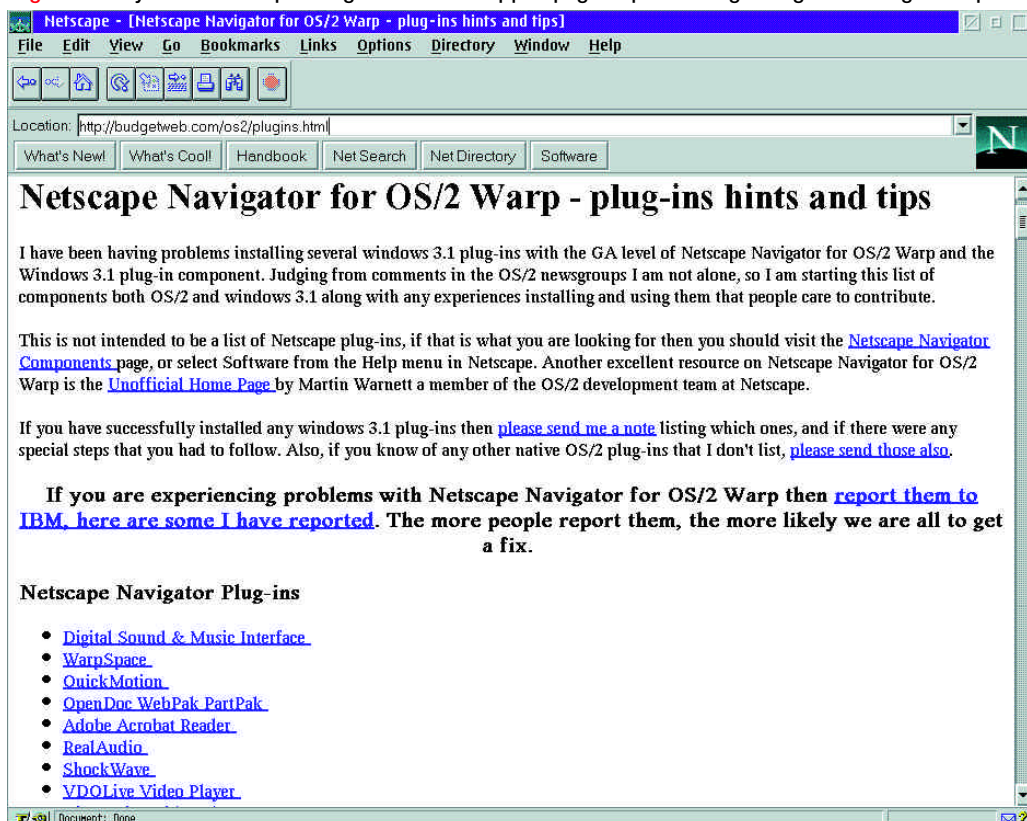 Netscape - [Netscape Navigator for OS/2 Warp - plug-ins hints and tips]
File Edit View Go Bookmarks Links Options Directory Window Help
Location: http://budgetweb.com/os2/plugins.html
N
What's New! What's Cool! Handbook Net Search Net Directory Software
Netscape Navigator for OS/2 Warp - plug-ins hints and tips
I have been having problems installing several windows 3.1 plug-ins with the GA level of Netscape Navigator for OS/2 Warp and the
Windows 3.1 plug-in component. Judging from comments in the OS/2 newsgroups I am not alone, so I am starting this list of
components both OS/2 and windows 3.1 along with any experiences installing and using them that people care to contribute.
This is not intended to be a list of Netscape plug-ins, if that is what you are looking for then you should visit the Netscape Navigator
Components page, or select Software from the Help menu in Netscape. Another excellent resource on Netscape Navigator for OS/2
Warp is the Unofficial Home Page by Martin Warnett a member of the OS/2 development team at Netscape.
If you have successfully installed any windows 3.1 plug-ins then please send me a note listing which ones, and if there were any
special steps that you had to follow. Also, if you know of any other native OS/2 plug-ins that I don't list, please send those also.
If you are experiencing problems with Netscape Navigator for OS/2 Warp then report them to
IBM, here are some I have reported. The more people report them, the more likely we are all to get
a fix.
Netscape Navigator Plug-ins
Digital Sound & Music Interface
WarpSpace
QuickMotion
OpenDoc WebPak PartPak
Adobe Acrobat Reader
RealAudio
ShockWave
VDOLive Video Player
Document: Done